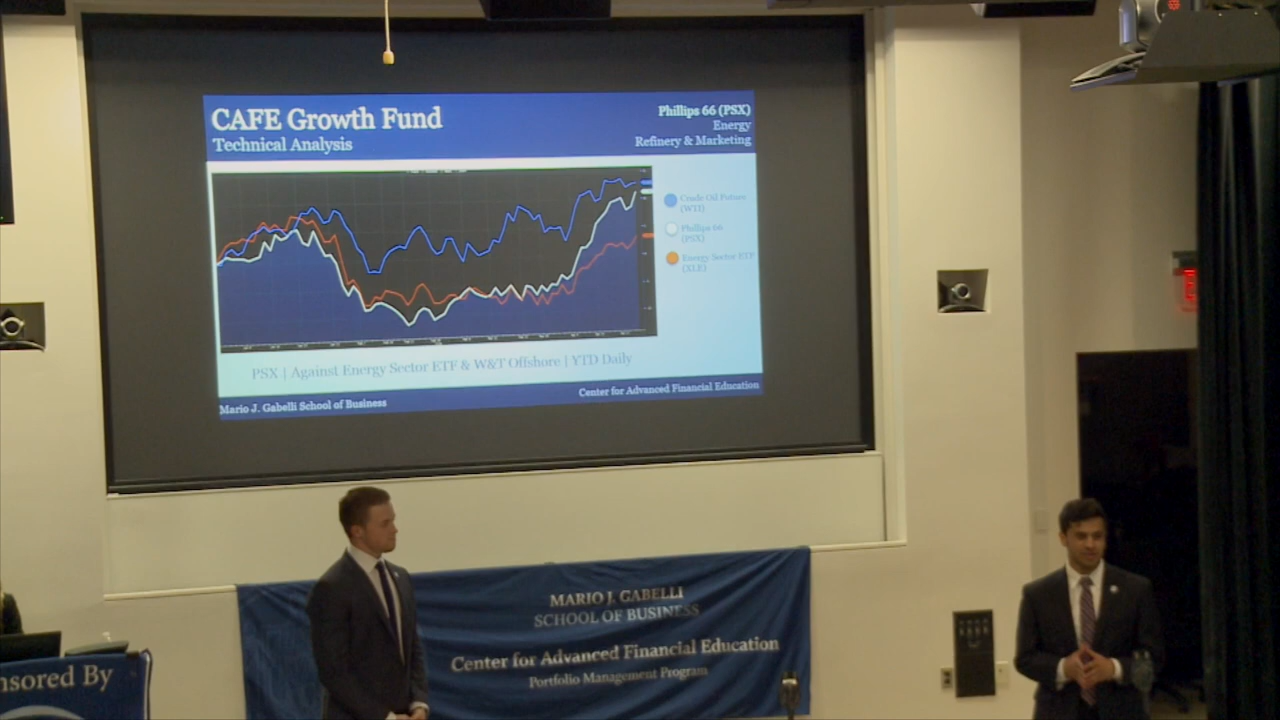 CAFE Growth Fund
Technical Analysis
Phillips 66 (PSX)
Energy
Refinery & Marketing
Crude Oil Future
(WTI)
Phillips 66
(PSX)
Energy Sector ETF
(XLE)
PSX | Against Energy Sector ETF & W&T Offshore | YTD Daily
Mario J. Gabelli School of Business
Center for Advanced Financial Education
MARIO J. GABELLI
SCHOOL OF BUSINESS
Center for Advanced Financial Education
Portfolio Management Program
nsored By